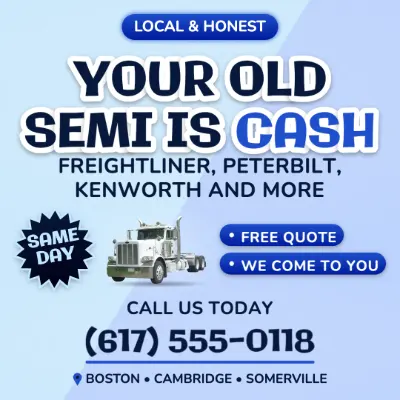 LOCAL & HONEST
YOUR OLD
SEMI IS CASH
FREIGHTLINER, PETERBILT,
KENWORTH AND MORE
SAME
DAY
• FREE QUOTE
• WE COME TO YOU
CALL US TODAY
(617) 555-0118
BOSTON • CAMBRIDGE • SOMERVILLE